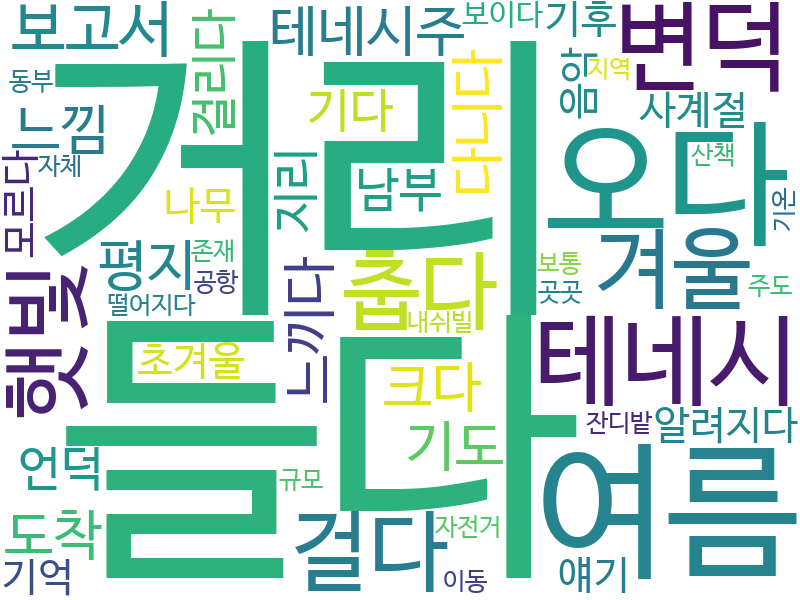 보고서
테네시주
보이다
기후
변덕
동부
걸리다
거리
다니다
음악
지역
느낌
기다
사계절
자체
오다
산책
모르다
나무
지리
남부
기온
평지
존재
공항
춥다
보통
겨울
곳곳
주도
떨어지다
햇빛
느끼다
내쉬빌
초겨울
들다
테네시
크다
잔디밭
알려지다
기도
언덕
규모
여름
도착
걷다
자전거
기억
이동
얘기